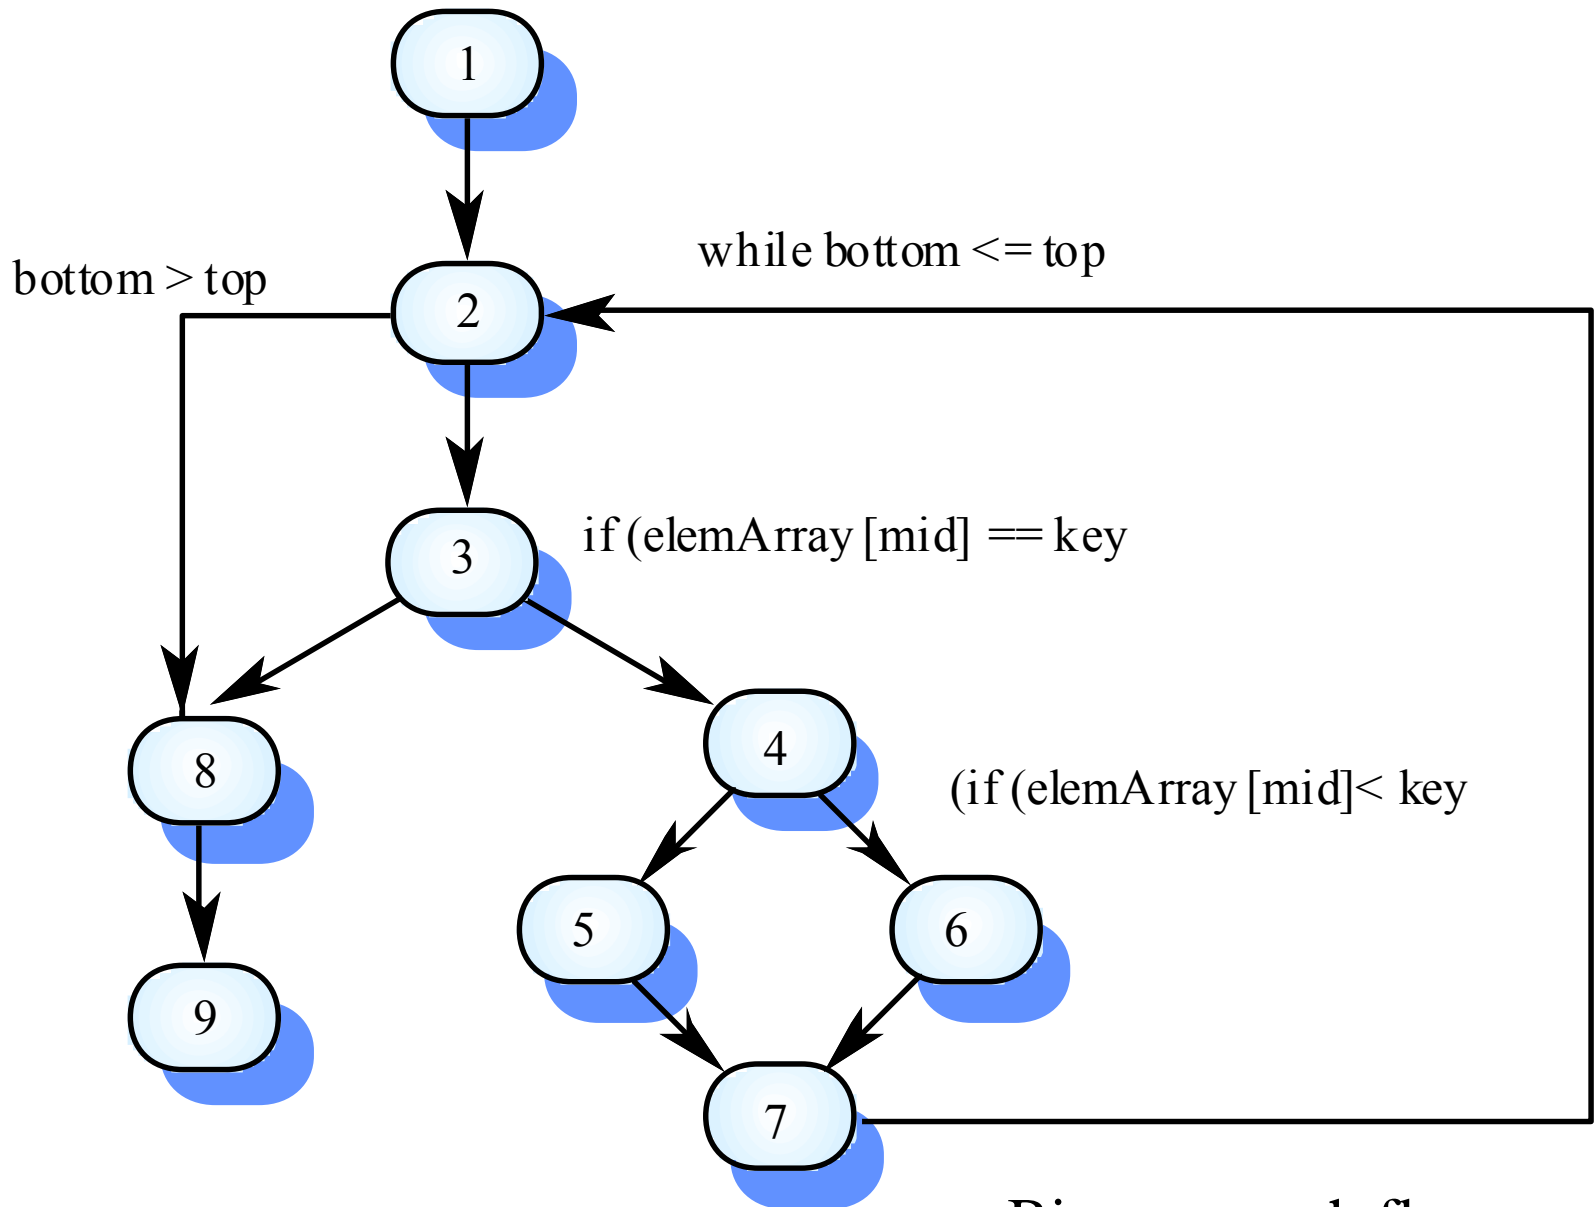 1
while bottom <= top
bottom > top
2
if (elemArray [mid] == key
3
4
8
(if (elemArray [mid]< key
5
6
9
7